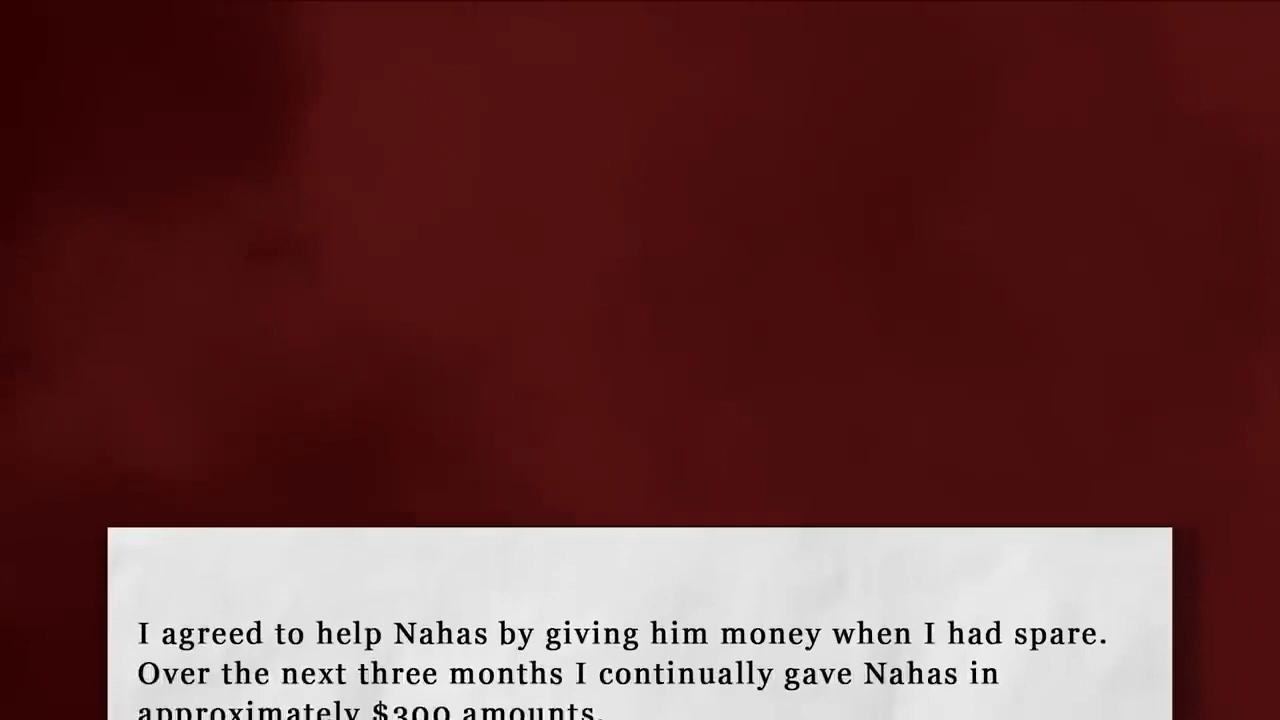 I agreed to help Nahas by giving him money when I had spare.
Over the next three months I continually gave Nahas in
approximately $300 amounts.